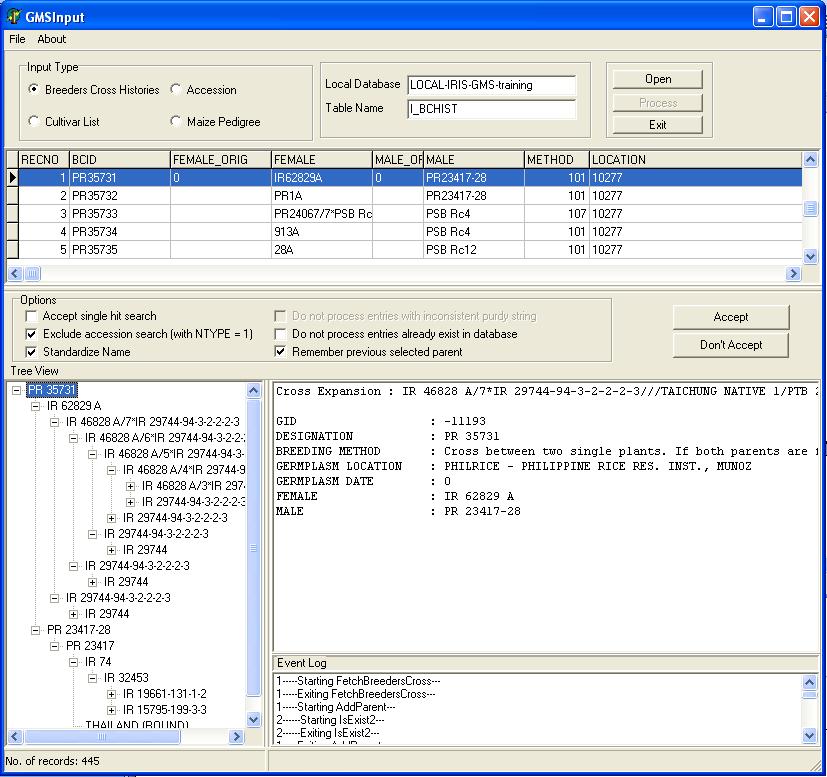 GMSInput
File About
Input Type
Breeders Cross Histories Accession
Cultivar List Maize Pedigree
Local Database LOCAL-IRIS-GMS-training
Table Name I_BCHIST
Open
Process
Exit
RECNO BCID FEMALE_ORIG FEMALE MALE_OF MALE METHOD LOCATION
1 PR35731 0 IR62829A 0 PR23417-28 101 10277
2 PR35732 PR1A PR23417-28 101 10277
3 PR35733 PR24067/7*PSB Rc PSB Rc4 107 10277
4 PR35734 913A PSB Rc4 101 10277
5 PR35735 28A PSB Rc12 101 10277
Options
Accept single hit search Do not process entries with inconsistent purdy string
Exclude accession search (with NTYPE = 1) Do not process entries already exist in database
Standardize Name Remember previous selected parent
Accept
Don't Accept
Tree View
PR 35731
IR 62829 A
IR 46828 A/7*IR 29744-94-3-2-2-2-3
IR 46828 A/6*IR 29744-94-3-2-2-
IR 46828 A/5*IR 29744-94-3-
IR 46828 A/4*IR 29744-9
IR 46828 A/3*IR 297
IR 29744-94-3-2-2-2-3
IR 29744-94-3-2-2-2-3
IR 29744-94-3-2-2-2-3
IR 29744
IR 29744-94-3-2-2-2-3
IR 29744
IR 29744-94-3-2-2-2-3
IR 29744
PR 23417-28
PR 23417
IR 74
IR 32453
IR 19661-131-1-2
IR 15795-199-3-3
THAILAND (ROUND)
Cross Expansion : IR 46828 A/7*IR 29744-94-3-2-2-2-3///TAICHUNG NATIVE 1/PTB 2
GID : -11193
DESIGNATION : PR 35731
BREEDING METHOD : Cross between two single plants. If both parents are f
GERMPLASM LOCATION : PHILRICE - PHILIPPINE RICE RES. INST., MUNOZ
GERMPLASM DATE : 0
FEMALE : IR 62829 A
MALE : PR 23417-28
Event Log
1-----Starting FetchBreedersCross---
1-----Exiting FetchBreedersCross---
1-----Starting AddParent---
2------Starting IsExist2---
2------Exiting IsExist2---
1-----Exiting AddParent---
No. of records: 445